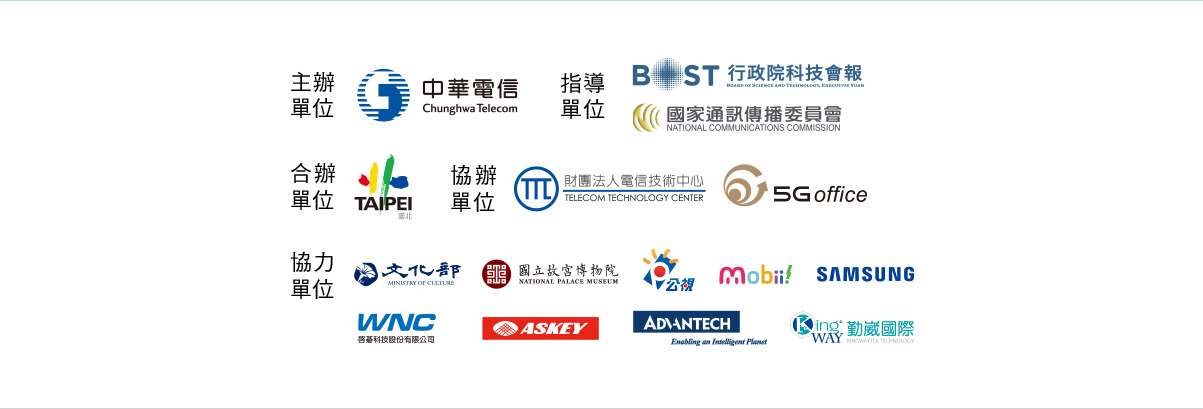 主辦
單位
中華電信
Chunghwa Telecom
指導
單位
BOST 行政院科技會報
BOARD OF SCIENCE AND TECHNOLOGY, EXECUTIVE YUAN
國家通訊傳播委員會
NATIONAL COMMUNICATIONS COMMISSION
合辦
單位
TAIPEI
臺北
協辦
單位
TTC
財團法人電信技術中心
TELECOM TECHNOLOGY CENTER
5G office
協力
單位
文化部
MINISTRY OF CULTURE
國立故宮博物院
NATIONAL PALACE MUSEUM
公視
mobii!
SAMSUNG
WNC
啓碁科技股份有限公司
ASKEY
ADVANTECH
Enabling an Intelligent Planet
KingWAY
勤崴國際
KINGWAYTEK TECHNOLOGY